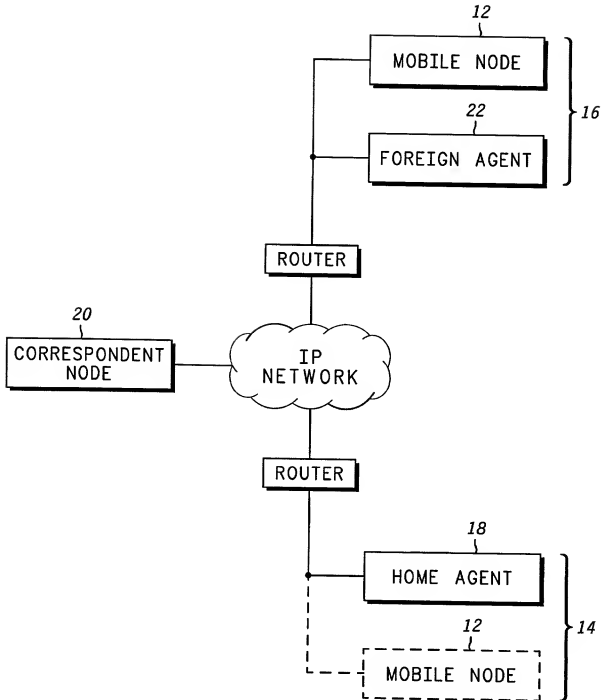 12
MOBILE NODE
16
22
FOREIGN AGENT
ROUTER
20
CORRESPONDENT
NODE
IP
NETWORK
ROUTER
18
HOME AGENT
14
12
MOBILE NODE